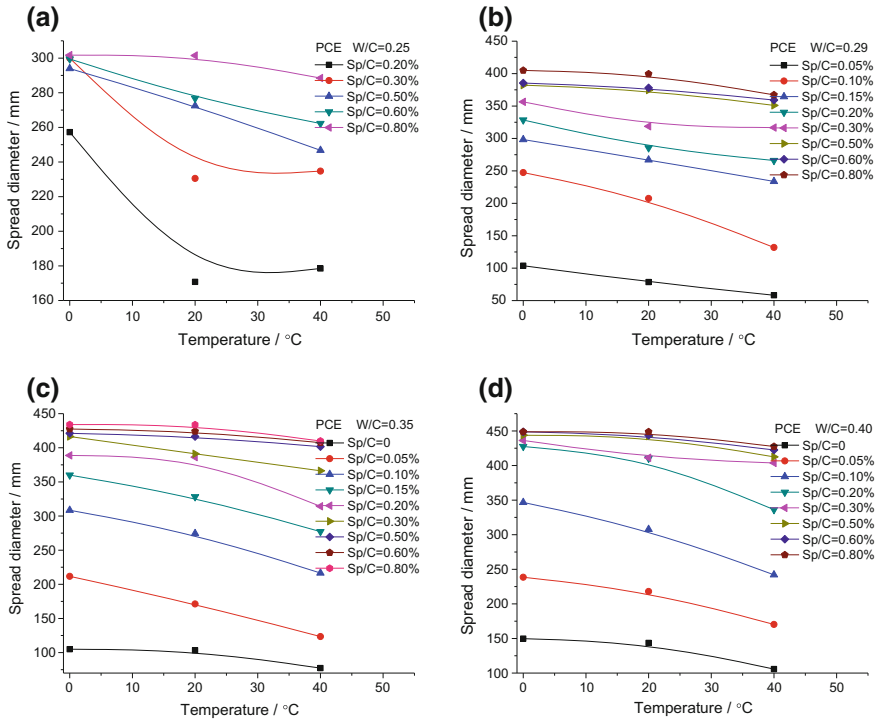 (a)
PCE W/C=0.25
Sp/C=0.20%
Sp/C=0.30%
Sp/C=0.50%
Sp/C=0.60%
Sp/C=0.80%
Spread diameter / mm
300
280
260
240
220
200
180
160
0 10 20 30 40 50
Temperature / °C
(b)
PCE W/C=0.29
Sp/C=0.05%
Sp/C=0.10%
Sp/C=0.15%
Sp/C=0.20%
Sp/C=0.30%
Sp/C=0.50%
Sp/C=0.60%
Sp/C=0.80%
Spread diameter / mm
450
400
350
300
250
200
150
100
50
0 10 20 30 40 50
Temperature / °C
(c)
PCE W/C=0.35
Sp/C=0
Sp/C=0.05%
Sp/C=0.10%
Sp/C=0.15%
Sp/C=0.20%
Sp/C=0.30%
Sp/C=0.50%
Sp/C=0.60%
Sp/C=0.80%
Spread diameter / mm
450
400
350
300
250
200
150
100
0 10 20 30 40 50
Temperature / °C
(d)
PCE W/C=0.40
Sp/C=0
Sp/C=0.05%
Sp/C=0.10%
Sp/C=0.20%
Sp/C=0.30%
Sp/C=0.50%
Sp/C=0.60%
Sp/C=0.80%
Spread diameter / mm
450
400
350
300
250
200
150
100
0 10 20 30 40 50
Temperature / °C